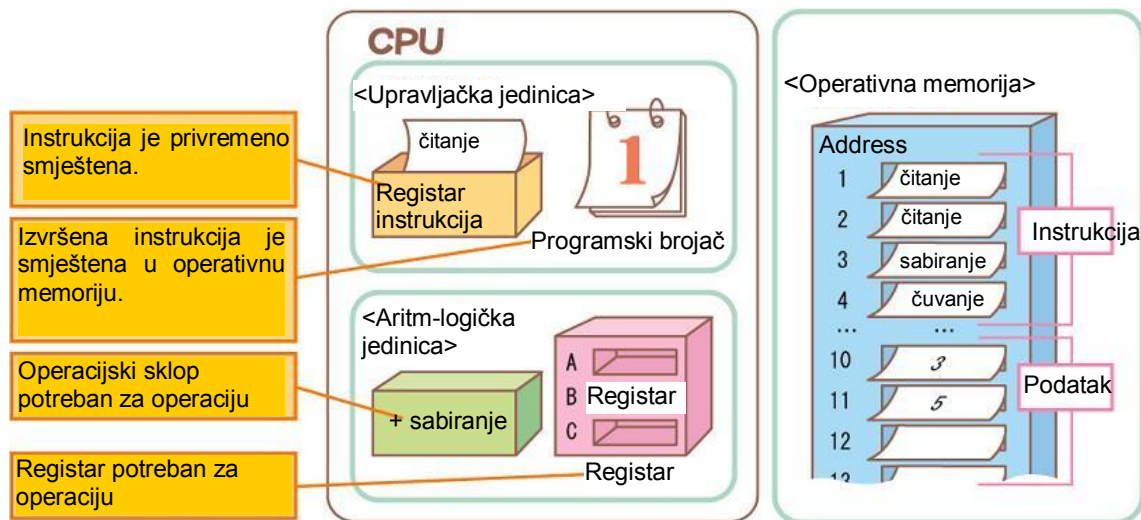 CPU
<Upravljačka jedinica>
čitanje
Registar
instrukcija
1
Programski brojač
Instrukcija je privremeno
smještena.
Izvršena instrukcija je
smještena u operativnu
memoriju.
<Aritm-logička
jedinica>
+ sabiranje
A
B Registar
C
Registar
Operacijski sklop
potreban za operaciju
Registar potreban za
operaciju
<Operativna memorija>
Address
1 čitanje
2 čitanje
3 sabiranje
4 čuvanje
... ...
10 3
11 5
12
13
Instrukcija
Podatak